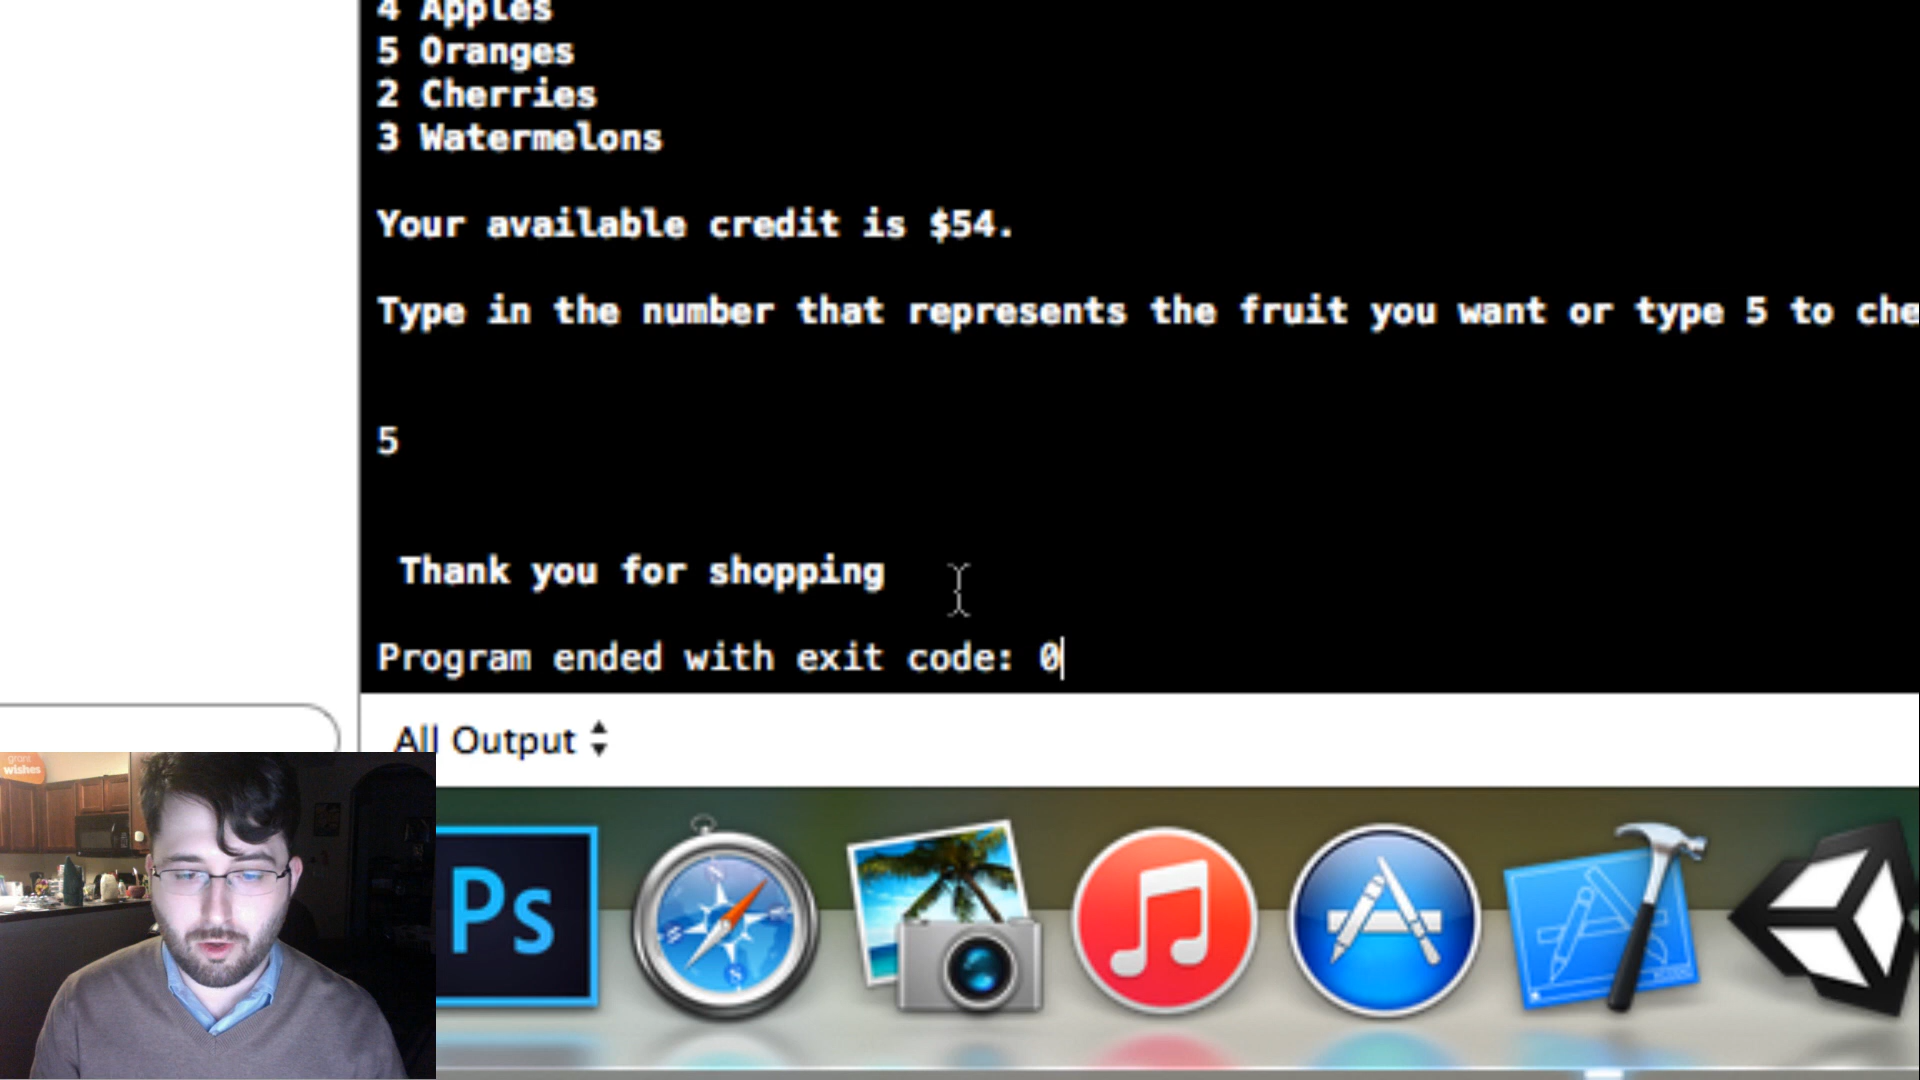 4 Apples
5 Oranges
2 Cherries
3 Watermelons
Your available credit is $54.
Type in the number that represents the fruit you want or type 5 to che
5
Thank you for shopping
Program ended with exit code: 0
All Output
grant
wishes
Ps